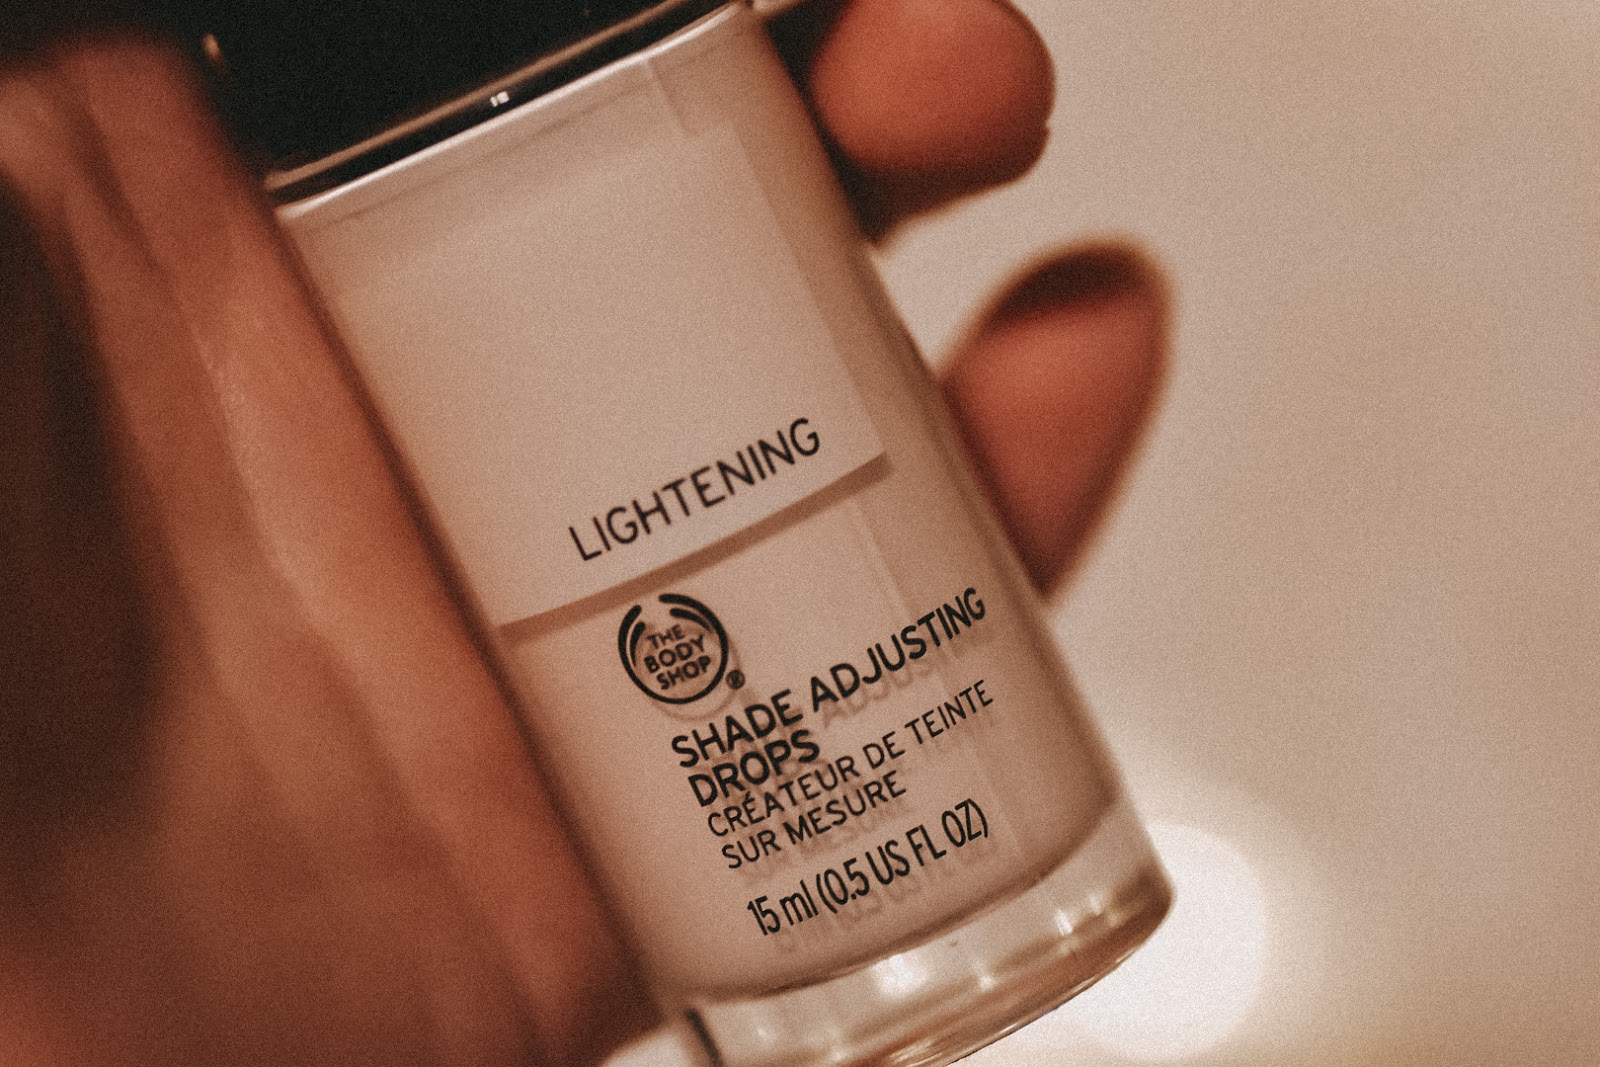 LIGHTENING
THE
BODY
SHOP®
SHADE ADJUSTING
DROPS
CRÉATEUR DE TEINTE
SUR MESURE
15 ml (0.5 US FL OZ)